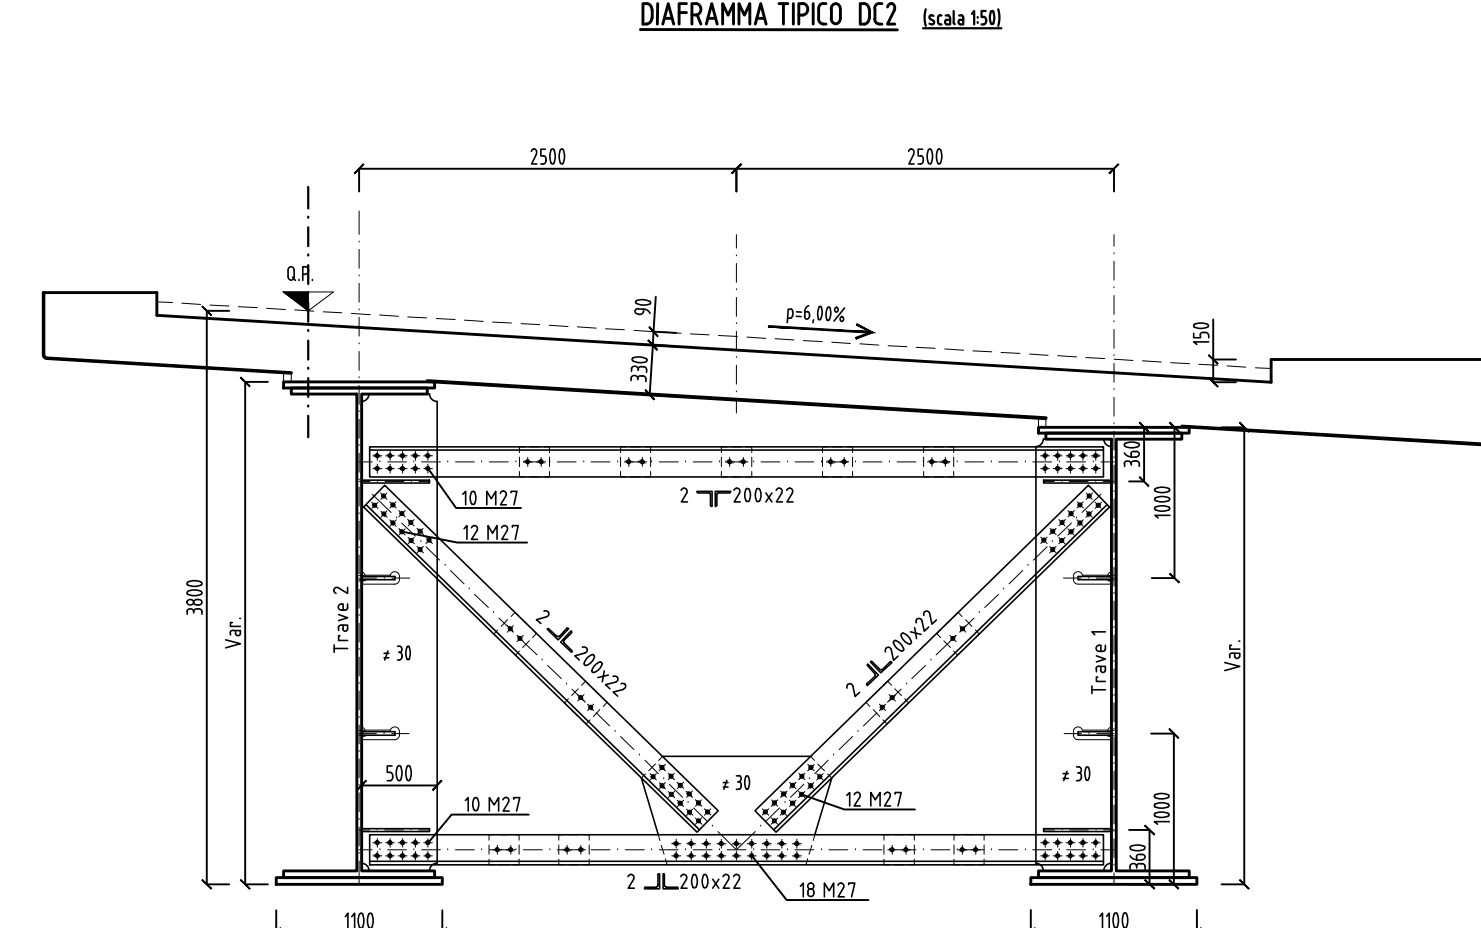 DIAFRAMMA TIPICO DC2 (scala 1:50)
2500 2500
Q.P.
90
p=6,00%
150
330
360
1000
10 M27
2 200x22
12 M27
3800
Var.
Trave 2
≠ 30
2 200x22
2 200x22
Trave 1
Var.
500
≠ 30
≠ 30
10 M27
12 M27
1000
360
2 200x22
18 M27
1100 1100